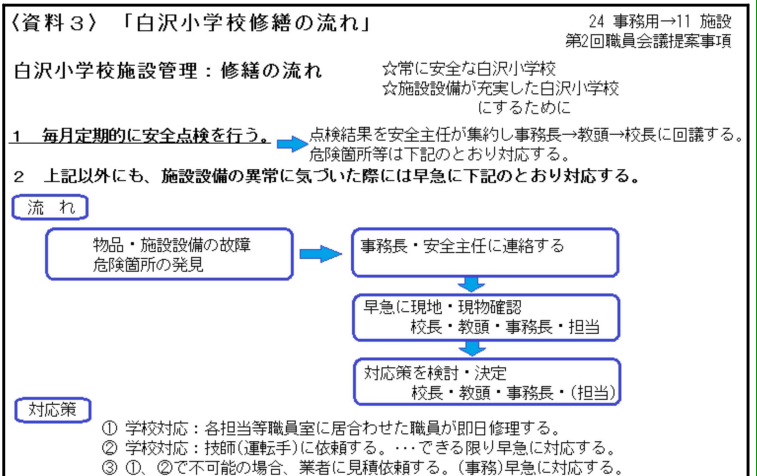 〈資料３〉 「白沢小学校修繕の流れ」
24 事務用→11 施設
第2回職員会議提案事項
白沢小学校施設管理：修繕の流れ
☆常に安全な白沢小学校
☆施設設備が充実した白沢小学校
にするために
１　毎月定期的に安全点検を行う。
点検結果を安全主任が集約し事務長→教頭→校長に回議する。
危険箇所等は下記のとおり対応する。
２　上記以外にも、施設設備の異常に気づいた際には早急に下記のとおり対応する。
流　れ
物品・施設設備の故障
危険箇所の発見
事務長・安全主任に連絡する
早急に現地・現物確認
校長・教頭・事務長・担当
対応策を検討・決定
校長・教頭・事務長・(担当)
対応策
① 学校対応：各担当等職員室に居合わせた職員が即日修理する。
② 学校対応：技師(運転手)に依頼する。･･･できる限り早急に対応する。
③ ①、②で不可能の場合、業者に見積依頼する。(事務)早急に対応する。